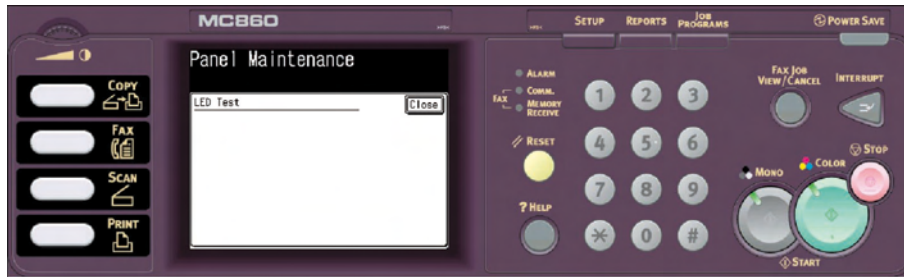 MC860
SETUP
REPORTS
JOB
PROGRAMS
POWER SAVE
Panel Maintenance
LED Test
Close
COPY
FAX
SCAN
PRINT
ALARM
FAX
COMM.
MEMORY
RECEIVE
RESET
? HELP
1 2 3
4 5 6
7 8 9
* 0 #
FAX JOB
VIEW/CANCEL
INTERRUPT
STOP
MONO
COLOR
START